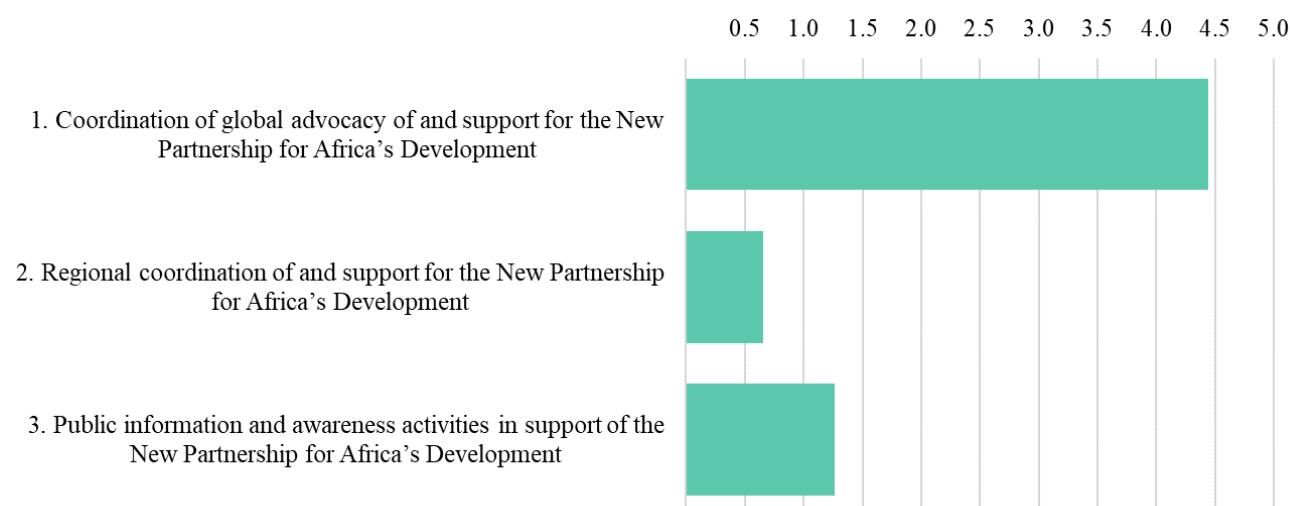 0.5 1.0 1.5 2.0 2.5 3.0 3.5 4.0 4.5 5.0
1. Coordination of global advocacy of and support for the New
Partnership for Africa’s Development
2. Regional coordination of and support for the New Partnership
for Africa’s Development
3. Public information and awareness activities in support of the
New Partnership for Africa’s Development